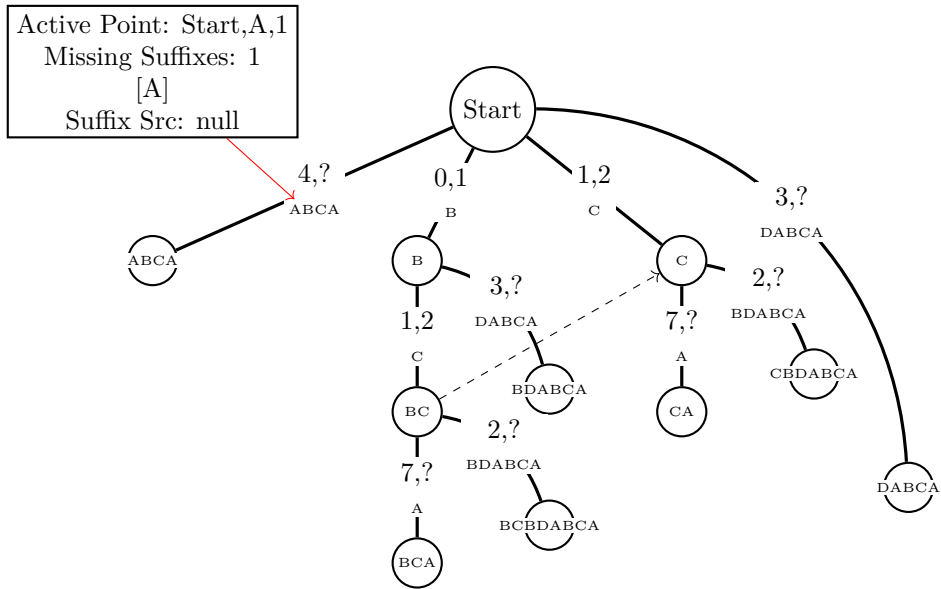 Active Point: Start,A,1
Missing Suffixes: 1
[A]
Suffix Src: null
Start
4,?
ABCA
0,1
B
1,2
C
3,?
DABCA
ABCA
B
C
3,?
DABCA
2,?
BDABCA
1,2
C
7,?
A
BDABCA
CBDABCA
BC
CA
2,?
BDABCA
7,?
A
DABCA
BCBDABCA
BCA